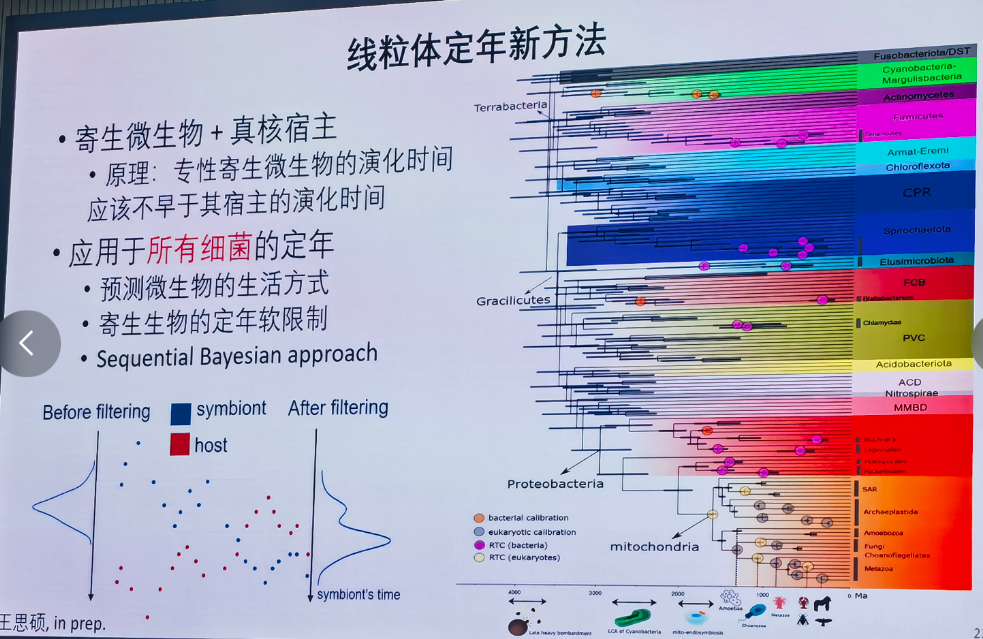 线粒体定年新方法
• 寄生微生物 + 真核宿主
• 原理：专性寄生微生物的演化时间
应该不早于其宿主的演化时间
• 应用于所有细菌的定年
• 预测微生物的生活方式
• 寄生生物的定年软限制
• Sequential Bayesian approach
Before filtering
symbiont
After filtering
host
symbiont's time
王思硕, in prep.
Terrabacteria
Gracilicutes
Proteobacteria
mitochondria
bacterial calibration
eukaryotic calibration
RTC (bacteria)
RTC (eukaryotes)
Fusobacteriota/DST
Cyanobacteria-
Margulisbacteria
Actinomycetes
Firmicutes
Armat-Eremi
Chloroflexota
CPR
Spirochaetota
Elusimicrobiota
FCB
Chlamydiae
PVC
Acidobacteriota
ACD
Nitrospirae
MMBD
SAR
Archaeplastida
Amoebozoa
Fungi
Choanoflagellates
Metazoa
4000
3000
2000
1000
0 Ma
Late heavy bombardment
LCA of Cyanobacteria
mito-endosymbiosis
Amoebae
Choanozoa
Metazoa